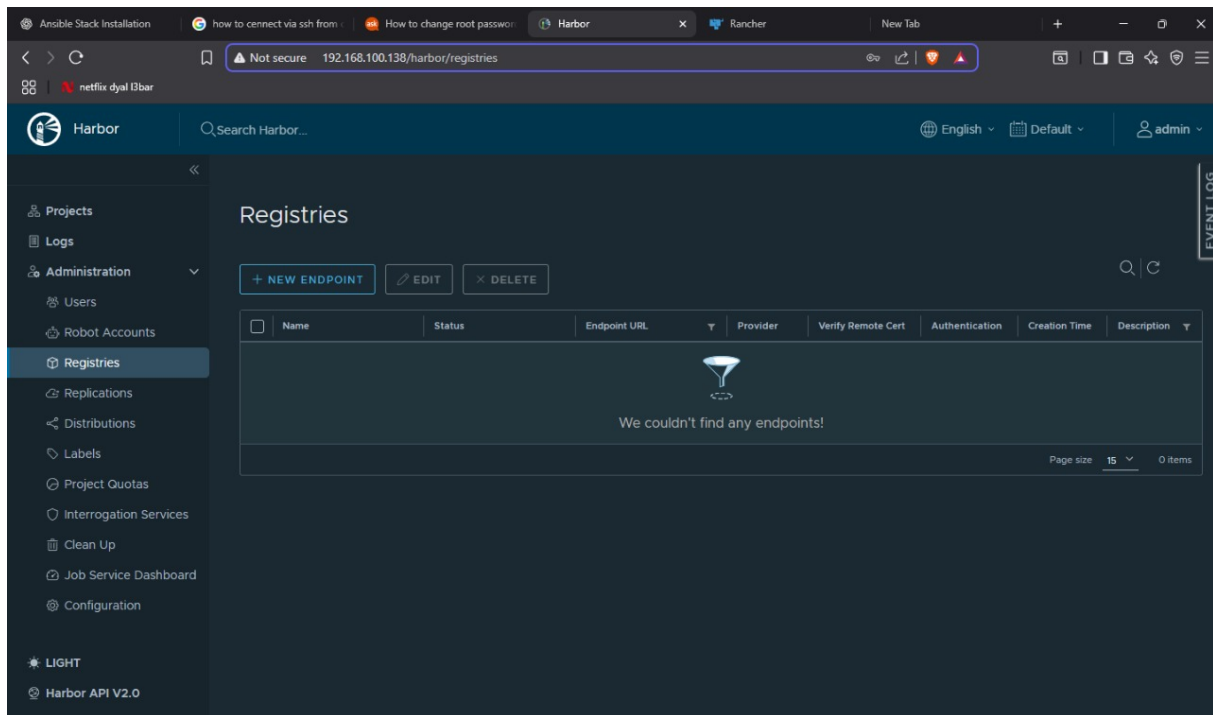 Ansible Stack Installation
how to cennect via ssh from
How to change root passwor
Harbor
Rancher
New Tab
Not secure 192.168.100.138/harbor/registries
netflix dyal l3bar
Harbor
Search Harbor...
English
Default
admin
EVENT LOG
Projects
Logs
Administration
Users
Robot Accounts
Registries
Replications
Distributions
Labels
Project Quotas
Interrogation Services
Clean Up
Job Service Dashboard
Configuration
LIGHT
Harbor API V2.0
Registries
+ NEW ENDPOINT
EDIT
× DELETE
Name Status Endpoint URL Provider Verify Remote Cert Authentication Creation Time Description
We couldn't find any endpoints!
Page size 15 0 items